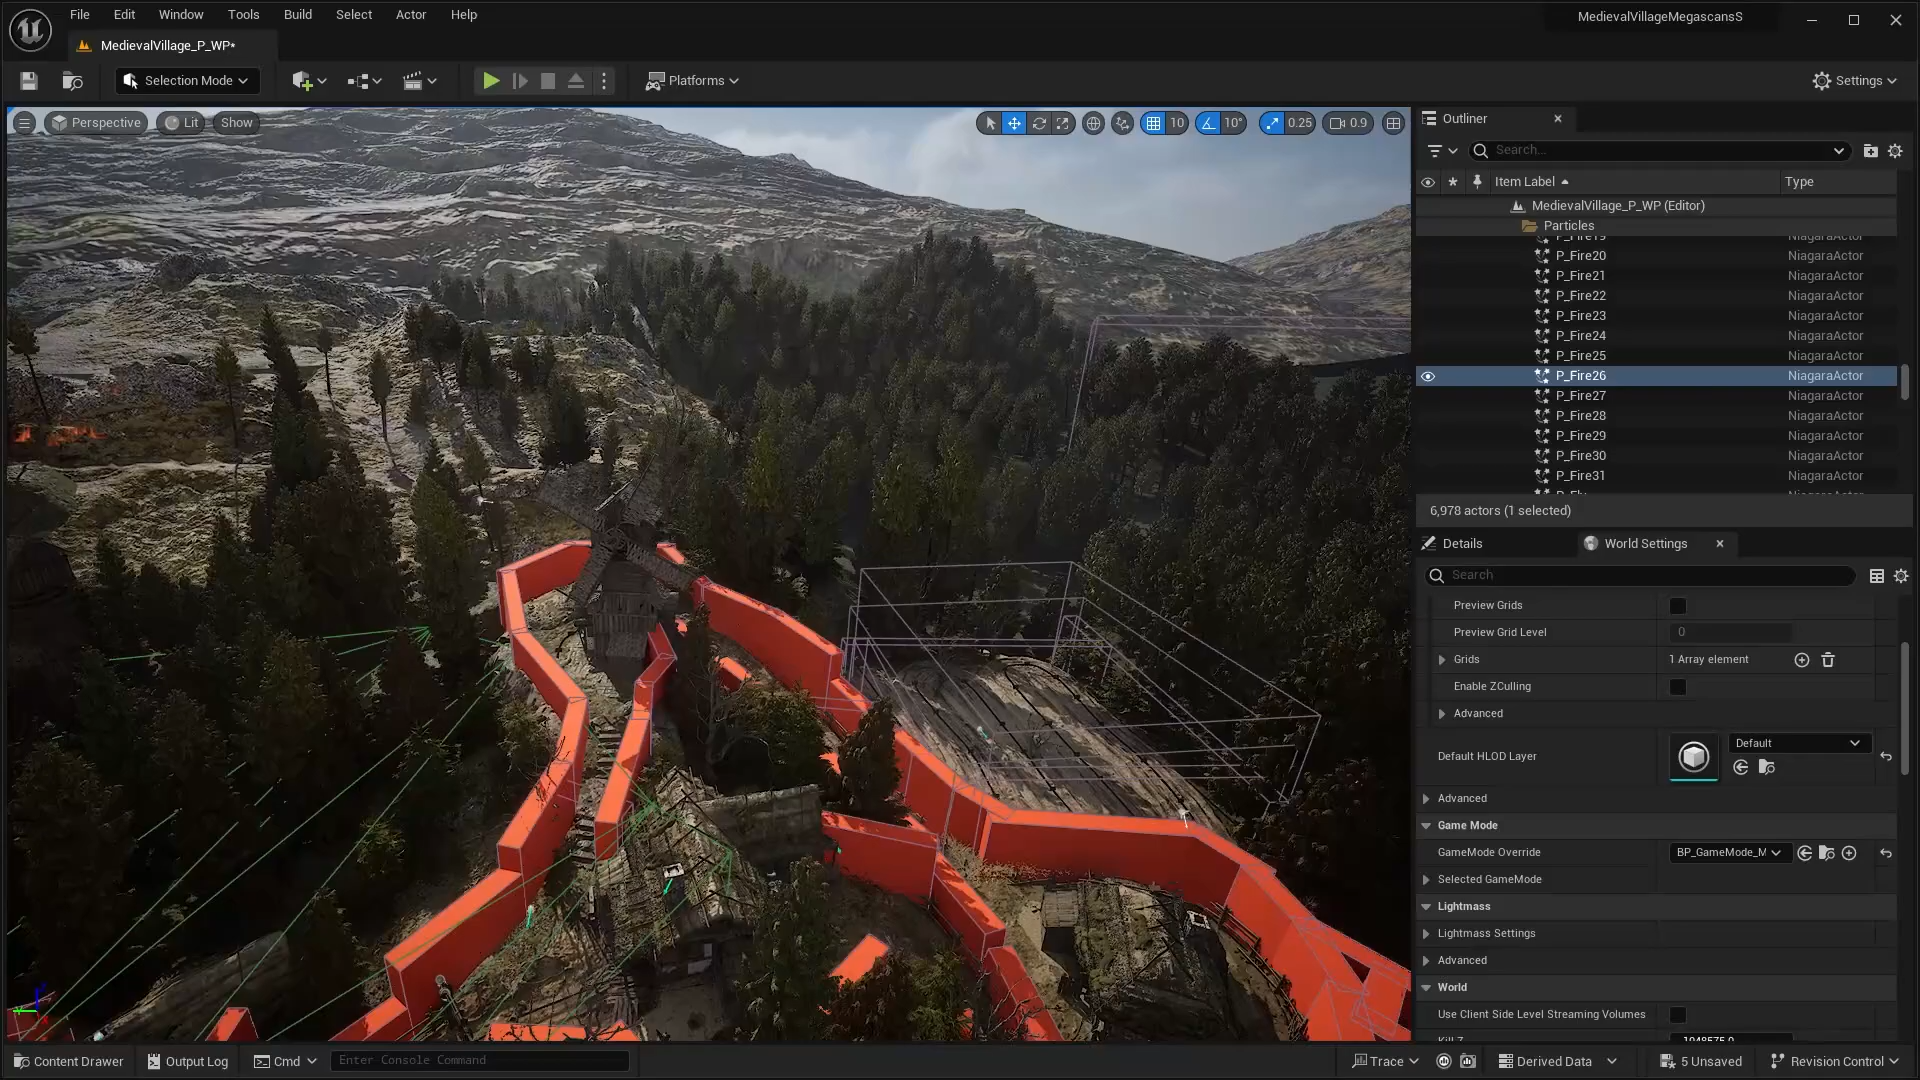 File Edit Window Tools Build Select Actor Help
MedievalVillageMegascansS
MedievalVillage_P_WP*
Selection Mode
Platforms
Settings
Perspective Lit Show
10 10° 0.25 0.9
Outliner
Search...
Item Label Type
MedievalVillage_P_WP (Editor)
Particles
P_Fire19 NiagaraActor
P_Fire20 NiagaraActor
P_Fire21 NiagaraActor
P_Fire22 NiagaraActor
P_Fire23 NiagaraActor
P_Fire24 NiagaraActor
P_Fire25 NiagaraActor
P_Fire26 NiagaraActor
P_Fire27 NiagaraActor
P_Fire28 NiagaraActor
P_Fire29 NiagaraActor
P_Fire30 NiagaraActor
P_Fire31 NiagaraActor
6,978 actors (1 selected)
Details World Settings
Search
Preview Grids
Preview Grid Level 0
Grids 1 Array element
Enable ZCulling
Advanced
Default HLOD Layer Default
Advanced
Game Mode
GameMode Override BP_GameMode_M
Selected GameMode
Lightmass
Lightmass Settings
Advanced
World
Use Client Side Level Streaming Volumes
Kill Z -1048575.0
Content Drawer Output Log Cmd Enter Console Command
Trace Derived Data 5 Unsaved Revision Control